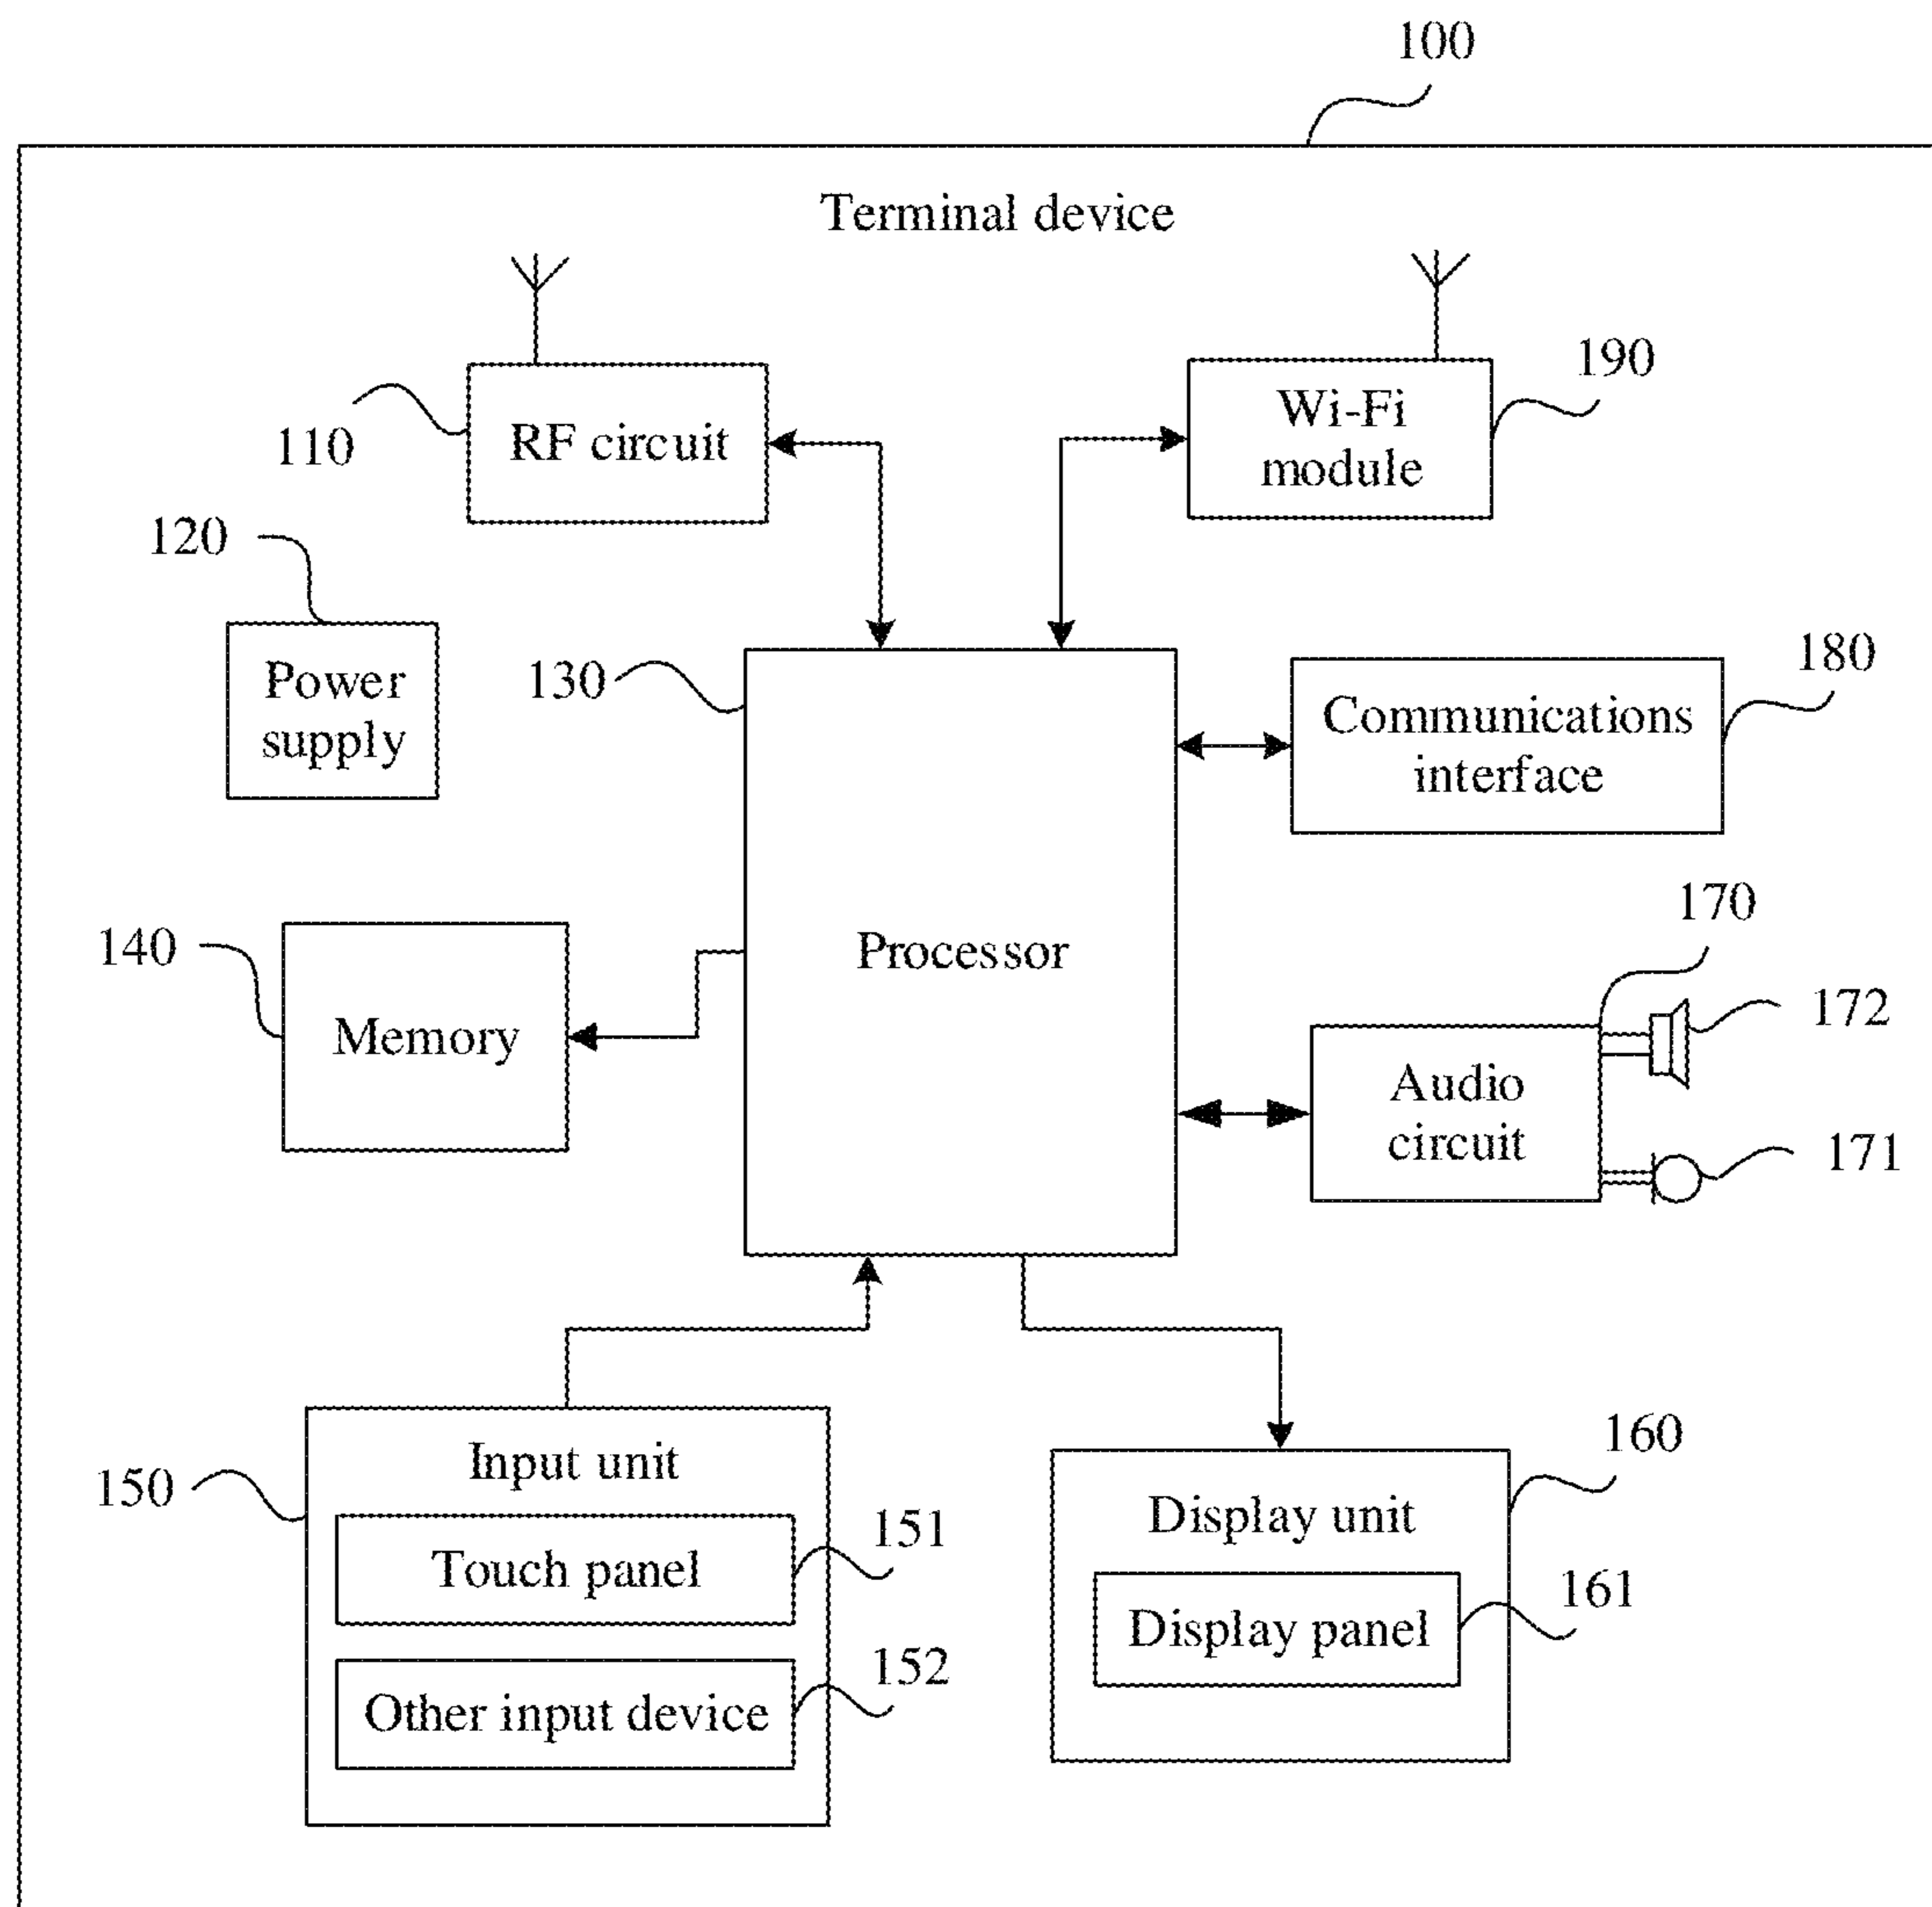 100
Terminal device
110
RF circuit
Wi-Fi
module
190
120
Power
supply
130
Processor
Communications
interface
180
140
Memory
170
Audio
circuit
172
171
150
Input unit
Touch panel
151
Other input device
152
160
Display unit
Display panel
161